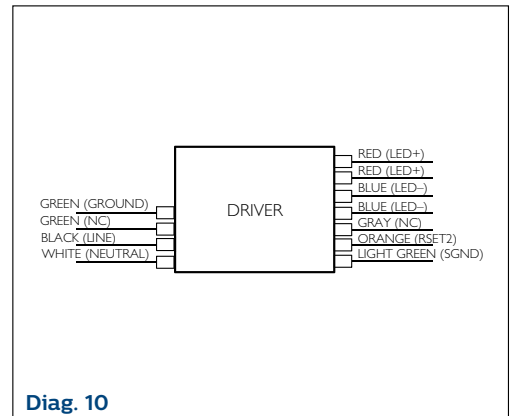 GREEN (GROUND)
GREEN (NC)
BLACK (LINE)
WHITE (NEUTRAL)
DRIVER
RED (LED+)
RED (LED+)
BLUE (LED–)
BLUE (LED–)
GRAY (NC)
ORANGE (RSET2)
LIGHT GREEN (SGND)
Diag. 10